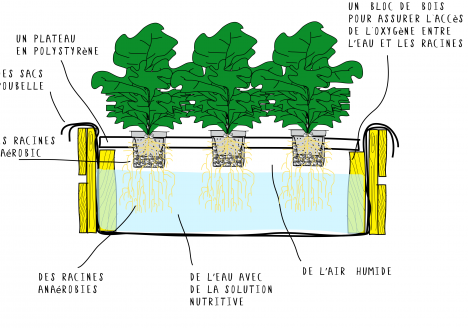 UN BLOC DE BOIS
POUR ASSURER L'ACCÈS
DE L'OXYGÈNE ENTRE
L'EAU ET LES RACINES
UN PLATEAU
EN POLYSTYRÈNE
ES SACS
OUBELLE
S RACINES
AÉROBIC
DES RACINES
ANAÉROBIES
DE L'EAU AVEC
DE LA SOLUTION
NUTRITIVE
DE L'AIR HUMIDE